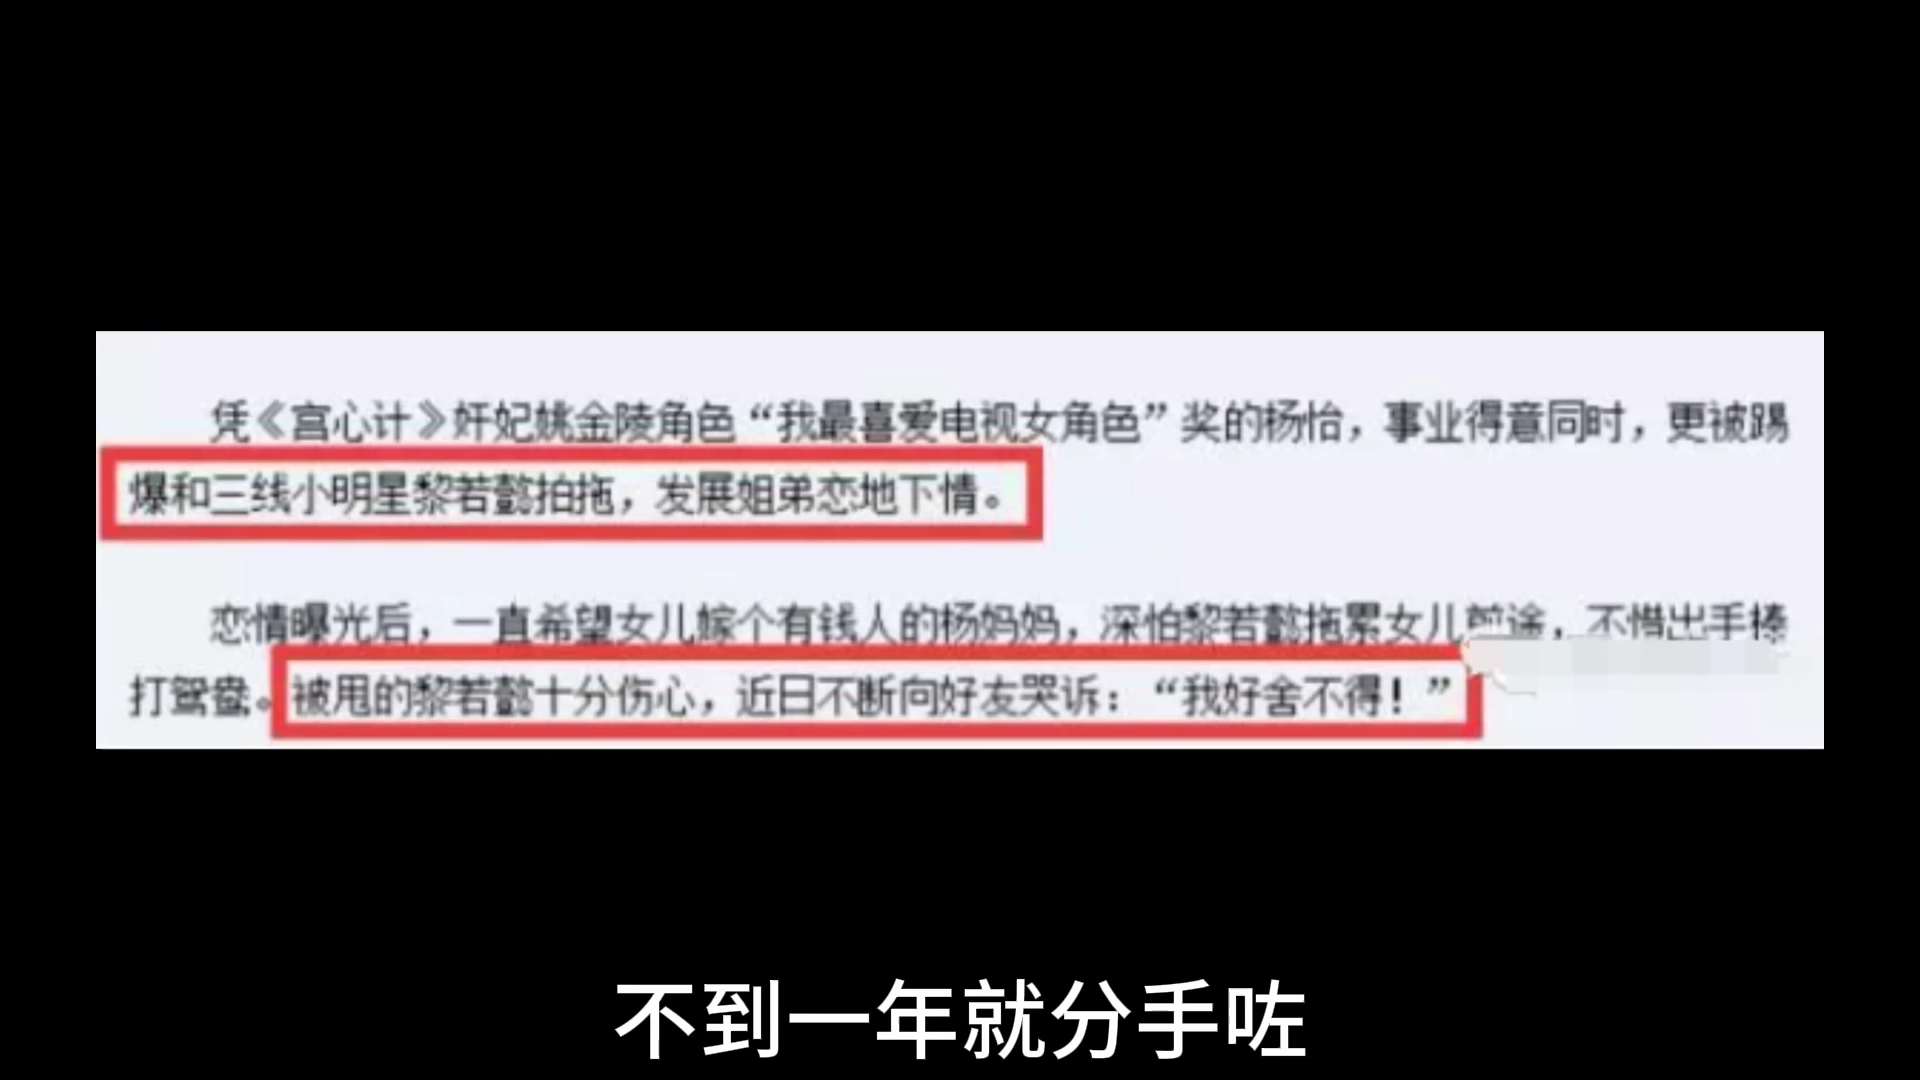 凭《宫心计》奸妃姚金陵角色“我最喜爱电视女角色”奖的杨怡，事业得意同时，更被踢
爆和三线小明星黎若懿拍拖，发展姐弟恋地下情。
恋情曝光后，一直希望女儿嫁个有钱人的杨妈妈，深怕黎若懿拖累女儿前途，不惜出手棒
打鸳鸯。被甩的黎若懿十分伤心，近日不断向好友哭诉：“我好舍不得！”
不到一年就分手咗